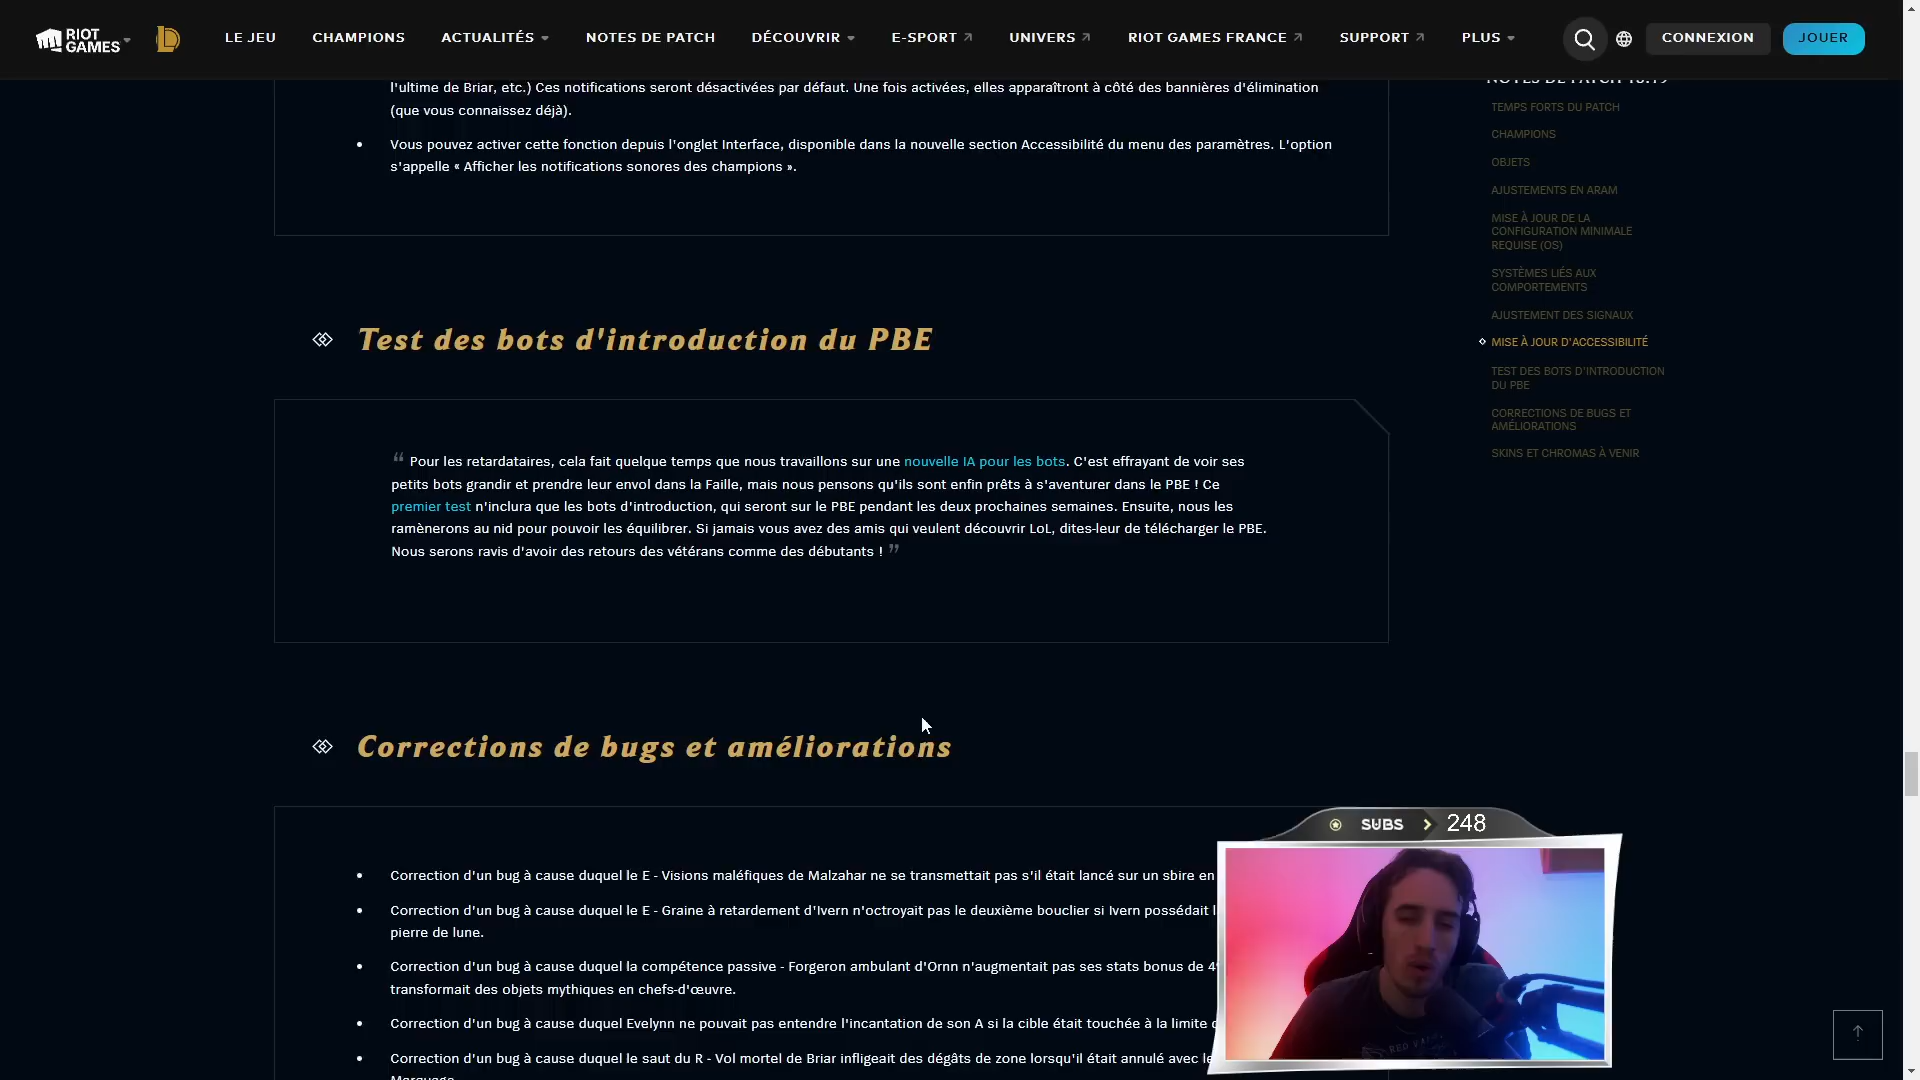 RIOT GAMES
LE JEU
CHAMPIONS
ACTUALITÉS
NOTES DE PATCH
DÉCOUVRIR
E-SPORT
UNIVERS
RIOT GAMES FRANCE
SUPPORT
PLUS
CONNEXION
JOUER
l'ultime de Briar, etc.) Ces notifications seront désactivées par défaut. Une fois activées, elles apparaîtront à côté des bannières d'élimination
(que vous connaissez déjà).
• Vous pouvez activer cette fonction depuis l'onglet Interface, disponible dans la nouvelle section Accessibilité du menu des paramètres. L'option
s'appelle « Afficher les notifications sonores des champions ».
Test des bots d'introduction du PBE
“ Pour les retardataires, cela fait quelque temps que nous travaillons sur une nouvelle IA pour les bots. C'est effrayant de voir ses
petits bots grandir et prendre leur envol dans la Faille, mais nous pensons qu'ils sont enfin prêts à s'aventurer dans le PBE ! Ce
premier test n'inclura que les bots d'introduction, qui seront sur le PBE pendant les deux prochaines semaines. Ensuite, nous les
ramènerons au nid pour pouvoir les équilibrer. Si jamais vous avez des amis qui veulent découvrir LoL, dites-leur de télécharger le PBE.
Nous serons ravis d'avoir des retours des vétérans comme des débutants ! ”
Corrections de bugs et améliorations
• Correction d'un bug à cause duquel le E - Visions maléfiques de Malzahar ne se transmettait pas s'il était lancé sur un sbire en
• Correction d'un bug à cause duquel le E - Graine à retardement d'Ivern n'octroyait pas le deuxième bouclier si Ivern possédait
pierre de lune.
• Correction d'un bug à cause duquel la compétence passive - Forgeron ambulant d'Ornn n'augmentait pas ses stats bonus de
transformait des objets mythiques en chefs-d'œuvre.
• Correction d'un bug à cause duquel Evelynn ne pouvait pas entendre l'incantation de son A si la cible était touchée à la limite
• Correction d'un bug à cause duquel le saut du R - Vol mortel de Briar infligeait des dégâts de zone lorsqu'il était annulé avec
NOTES DE PATCH 13.19
TEMPS FORTS DU PATCH
CHAMPIONS
OBJETS
AJUSTEMENTS EN ARAM
MISE À JOUR DE LA
CONFIGURATION MINIMALE
REQUISE (OS)
SYSTÈMES LIÉS AUX
COMPORTEMENTS
AJUSTEMENT DES SIGNAUX
MISE À JOUR D'ACCESSIBILITÉ
TEST DES BOTS D'INTRODUCTION
DU PBE
CORRECTIONS DE BUGS ET
AMÉLIORATIONS
SKINS ET CHROMAS À VENIR
SUBS > 248